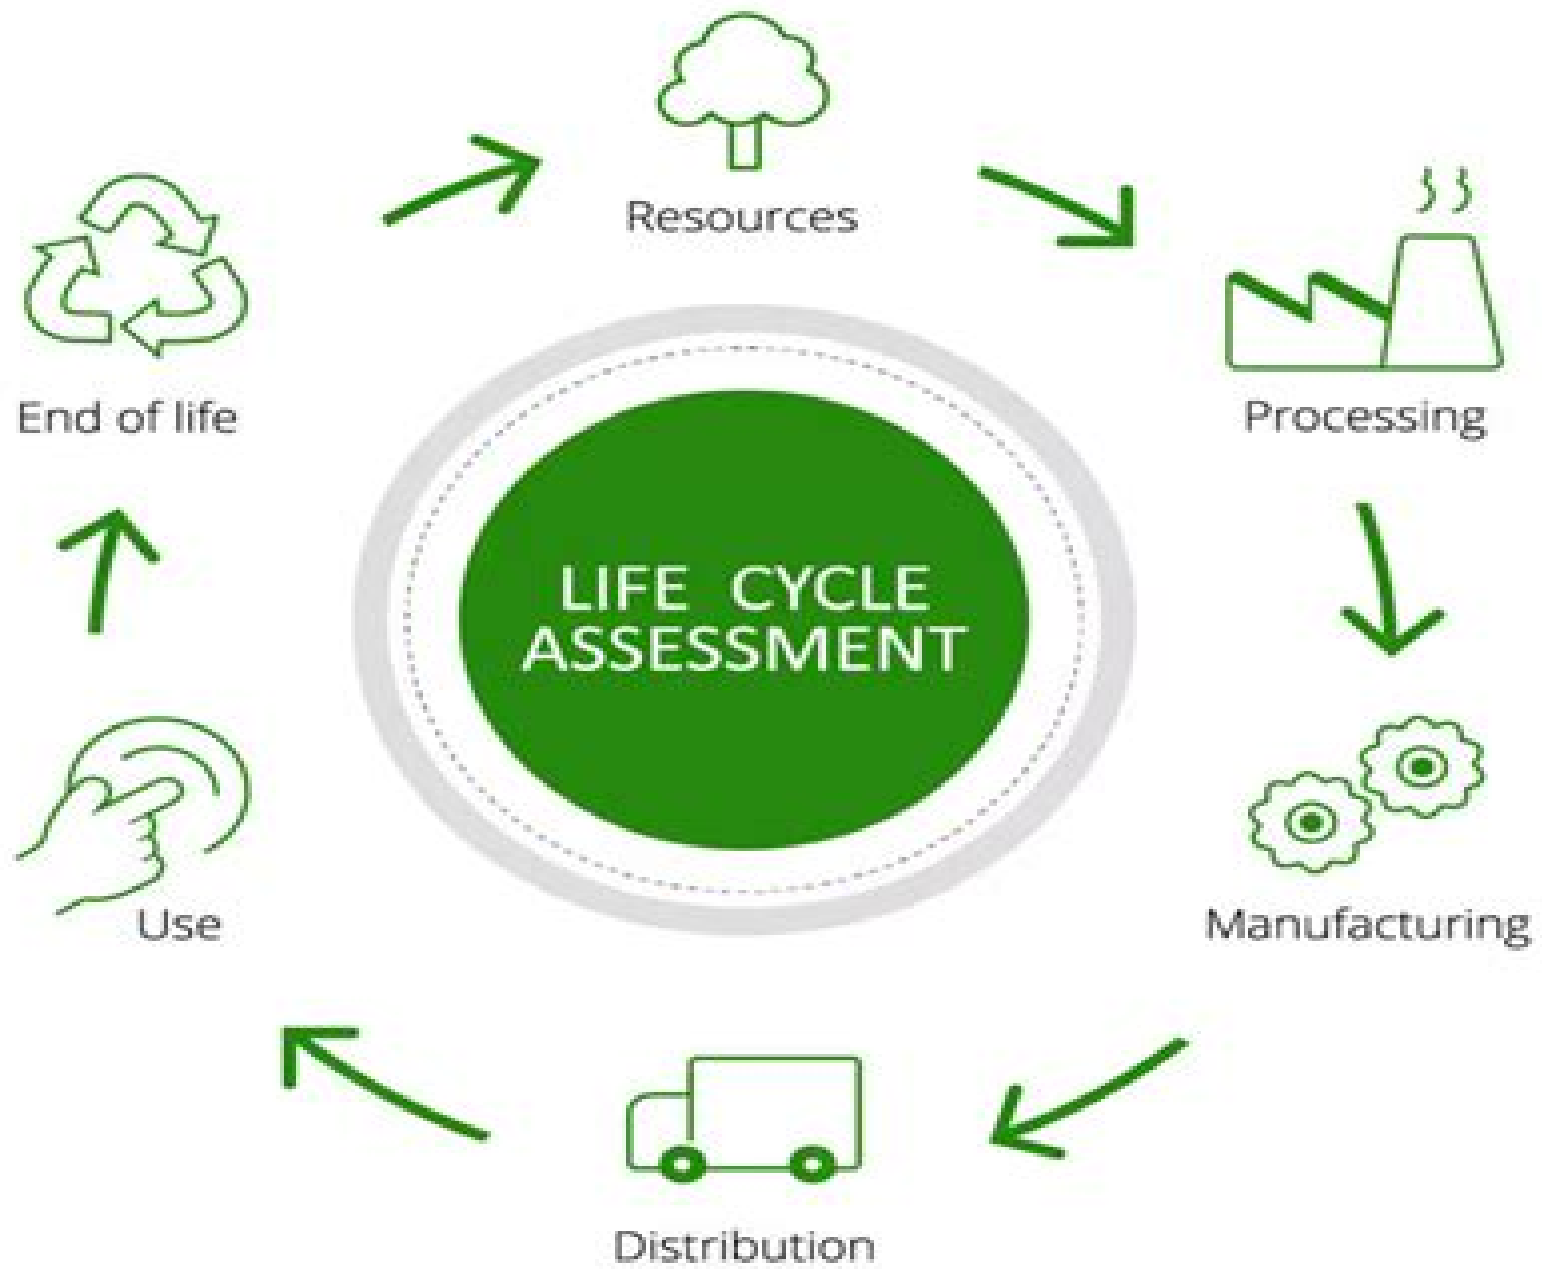 Resources
End of life
Processing
LIFE CYCLE
ASSESSMENT
Use
Manufacturing
Distribution